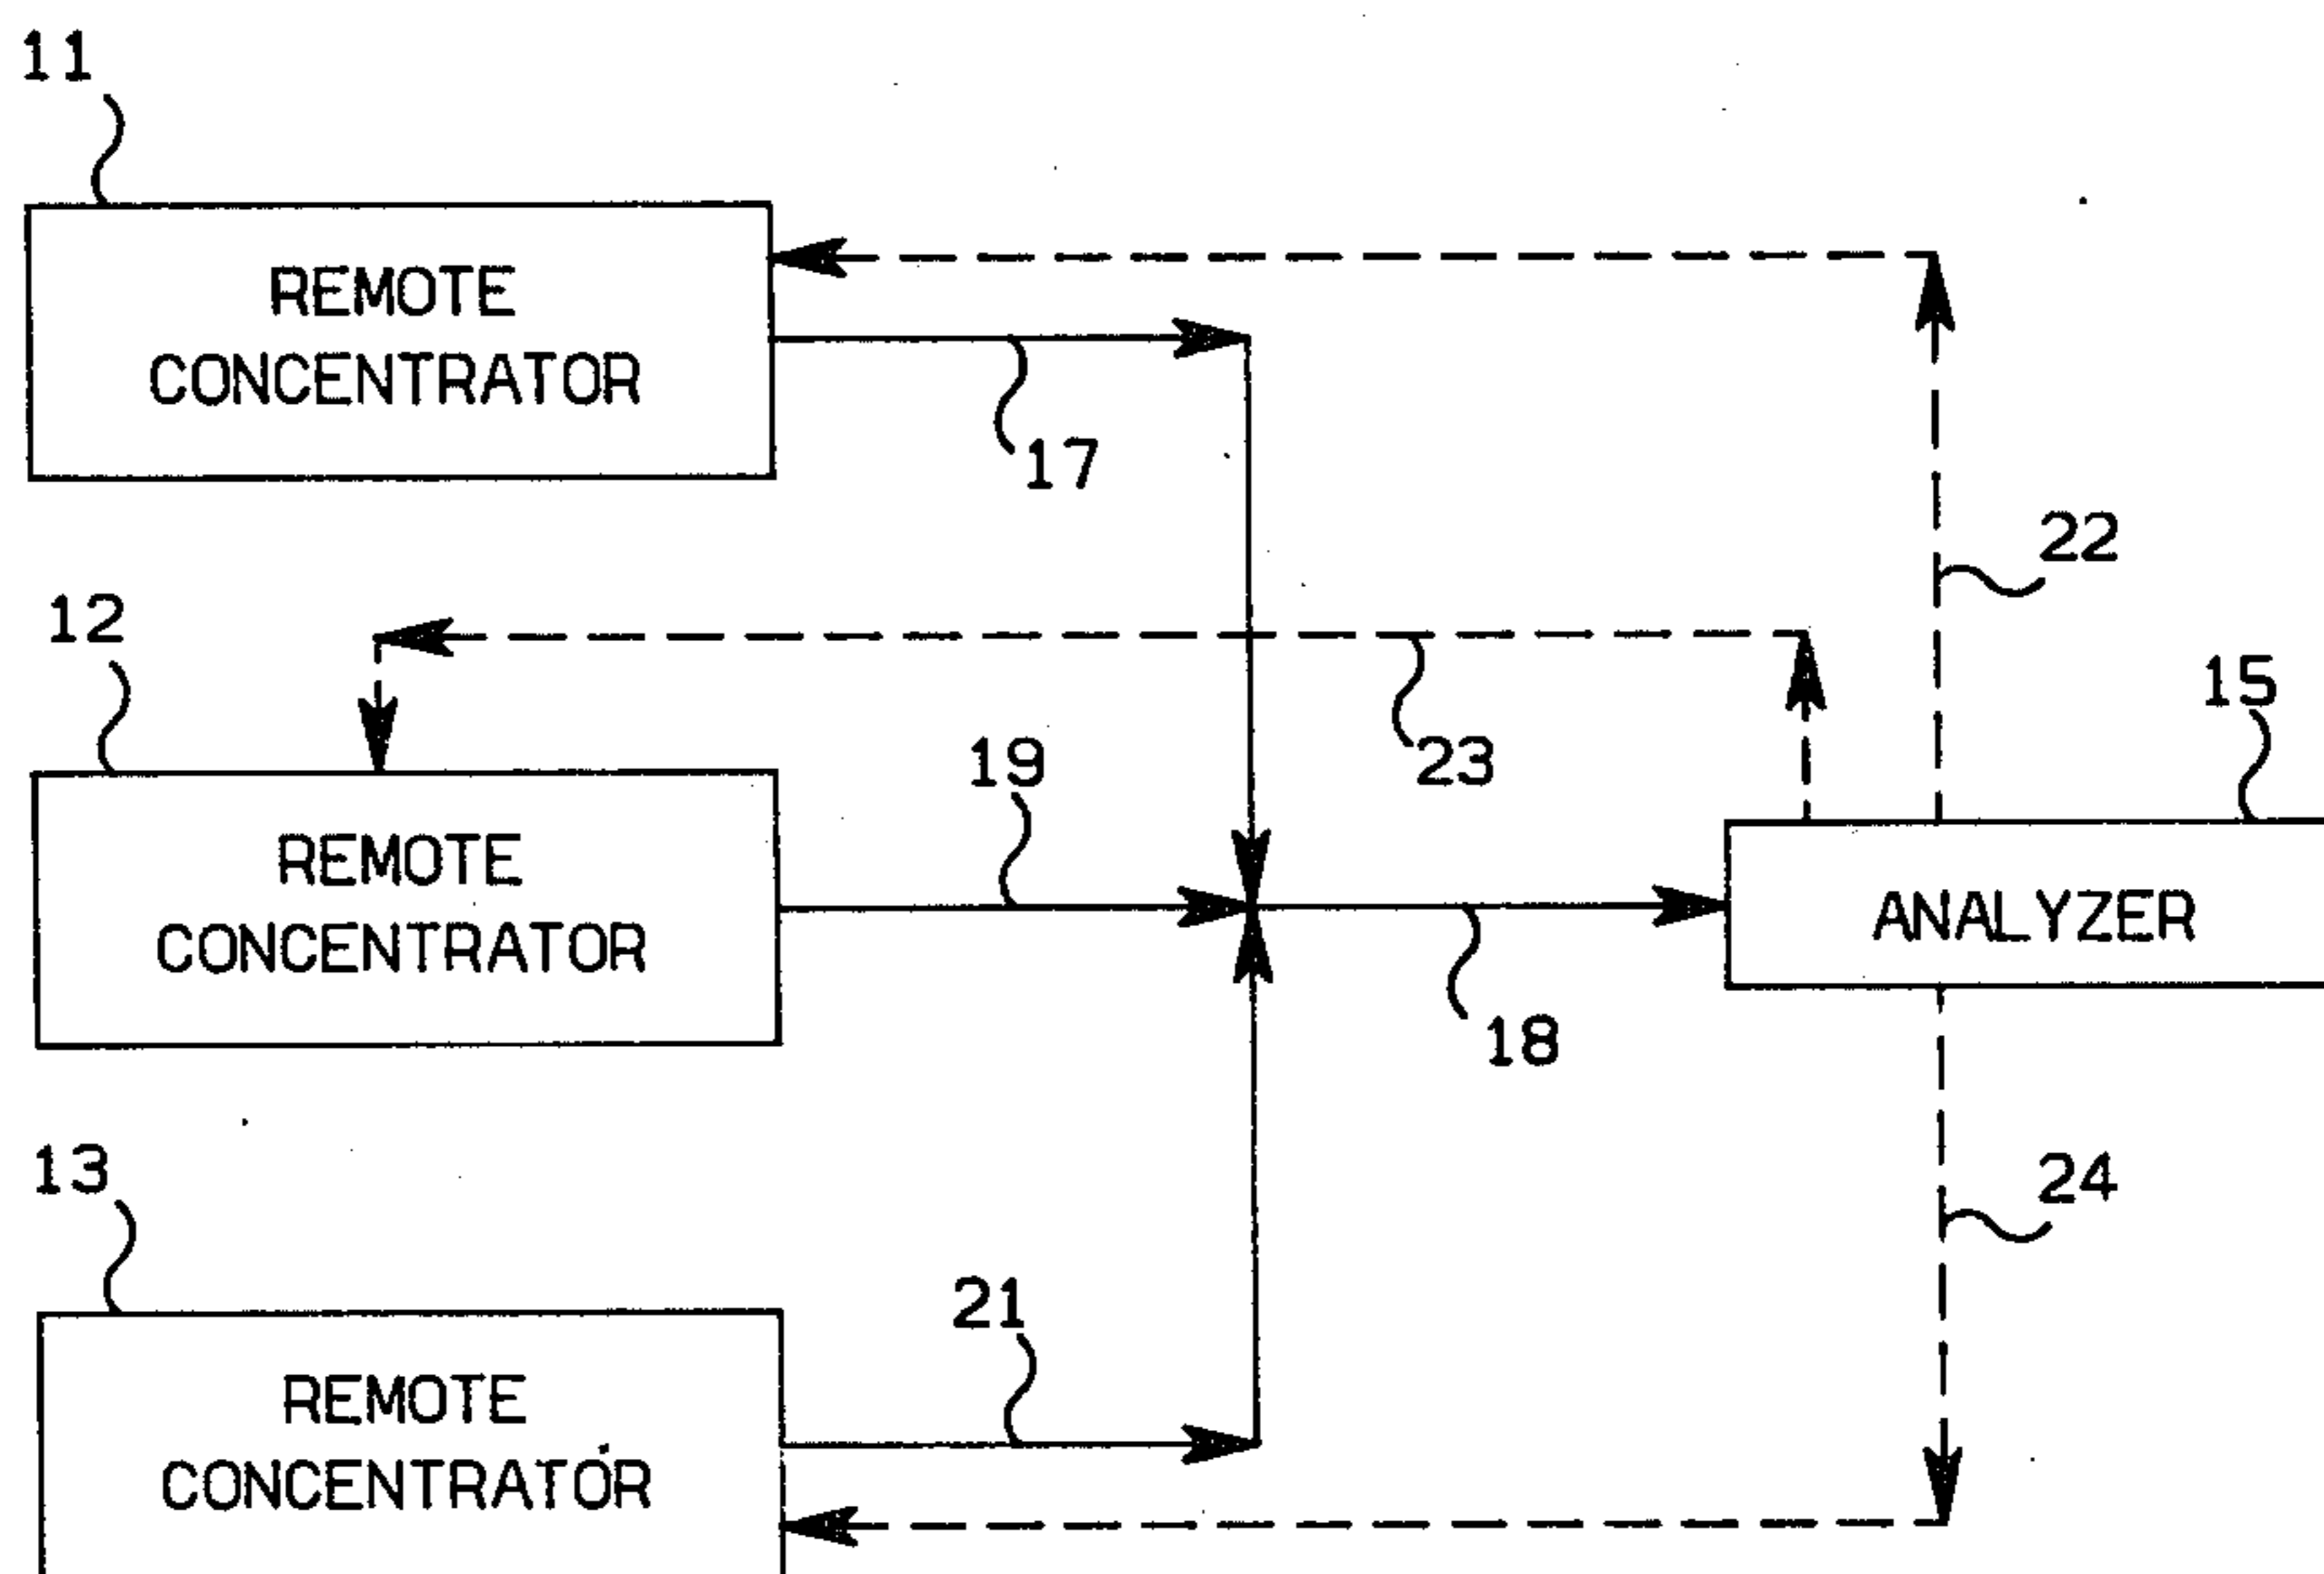 11
REMOTE
CONCENTRATOR
17
22
12
23
15
19
REMOTE
CONCENTRATOR
ANALYZER
18
13
24
21
REMOTE
CONCENTRATOR